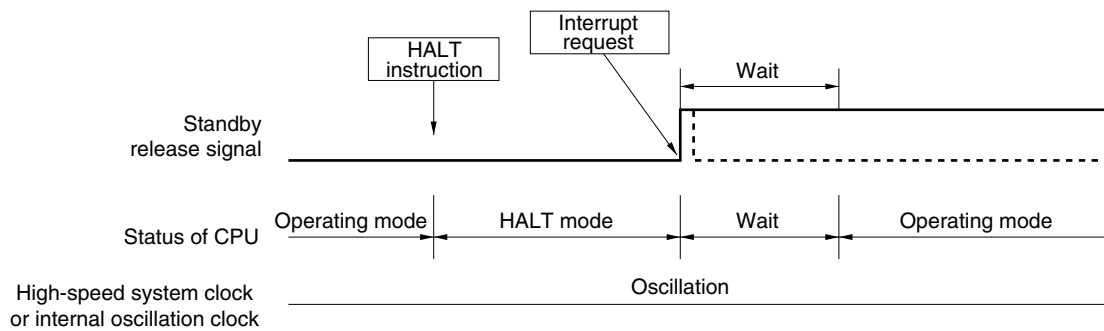 Interrupt
request
HALT
instruction
Wait
Standby
release signal
Operating mode
HALT mode
Wait
Operating mode
Status of CPU
Oscillation
High-speed system clock
or internal oscillation clock